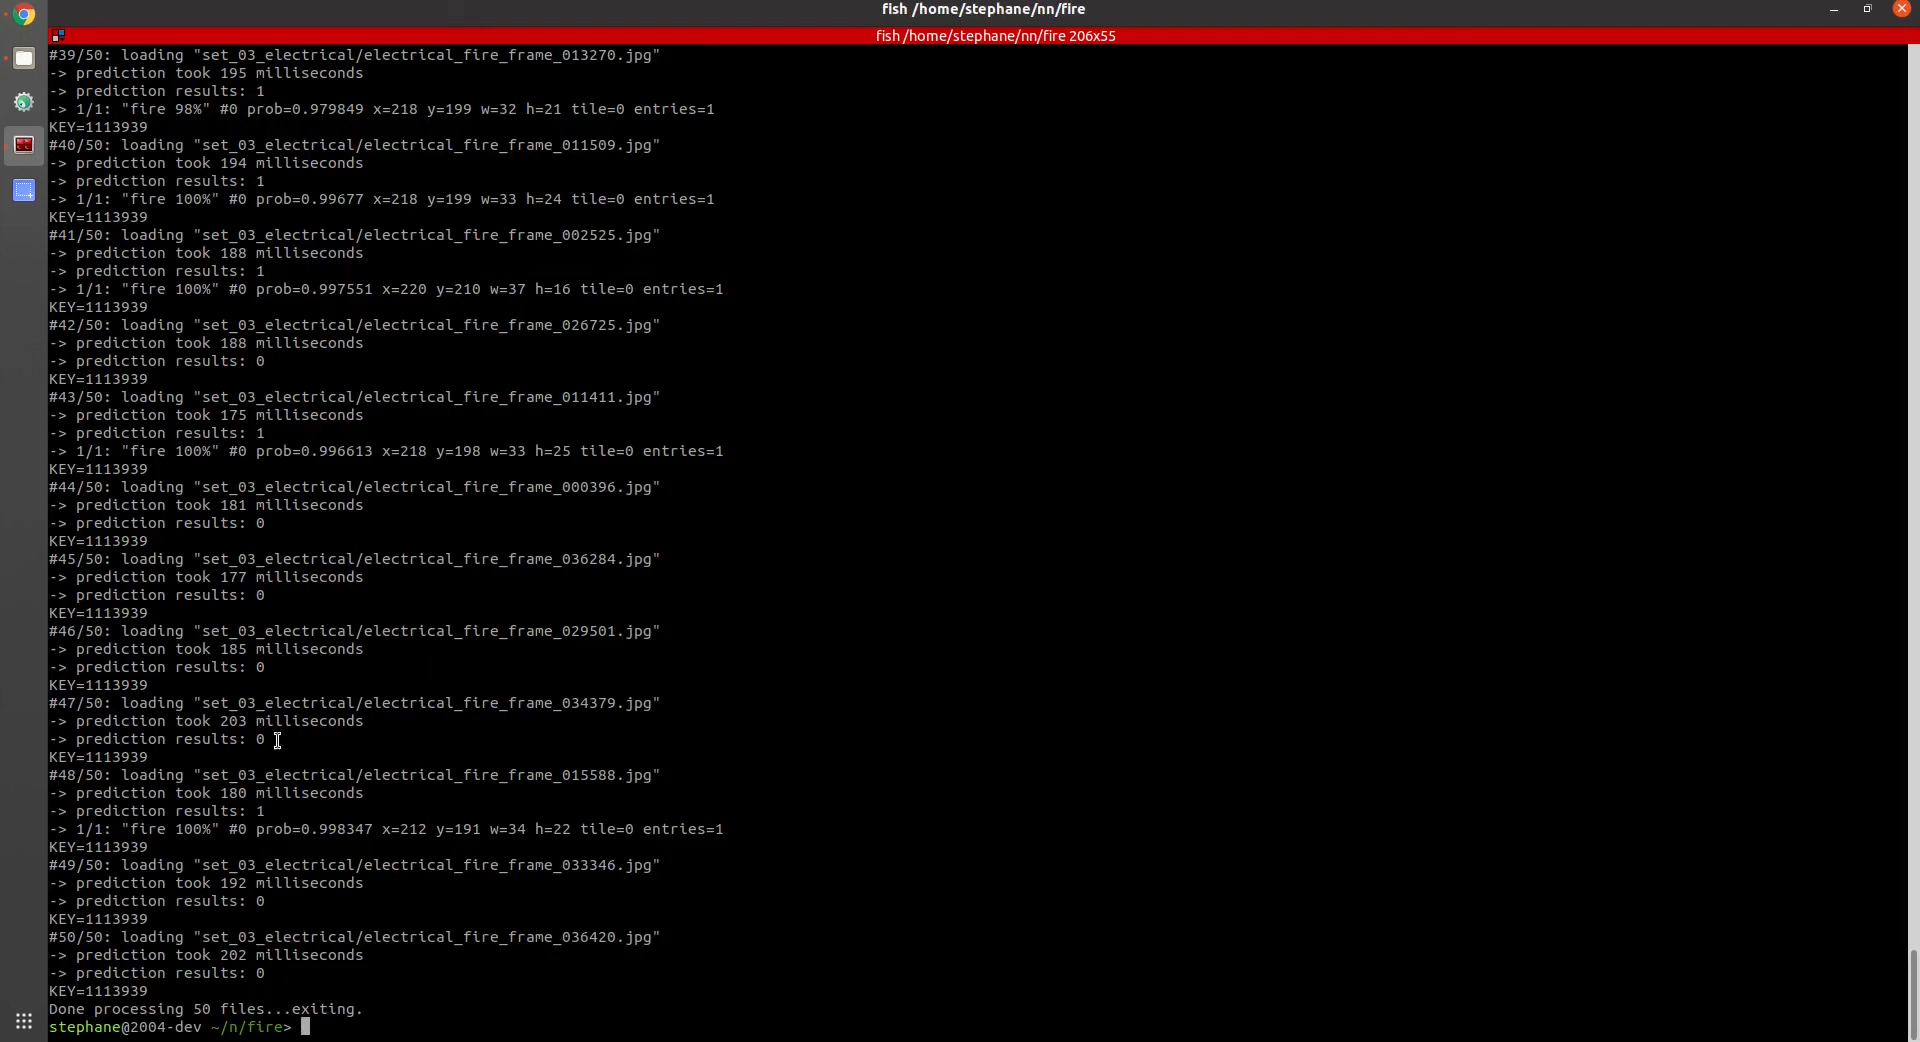 fish /home/stephane/nn/fire
fish /home/stephane/nn/fire 206x55
#39/50: loading "set_03_electrical/electrical_fire_frame_013270.jpg"
-> prediction took 195 milliseconds
-> prediction results: 1
-> 1/1: "fire 98%" #0 prob=0.979849 x=218 y=199 w=32 h=21 tile=0 entries=1
KEY=1113939
#40/50: loading "set_03_electrical/electrical_fire_frame_011509.jpg"
-> prediction took 194 milliseconds
-> prediction results: 1
-> 1/1: "fire 100%" #0 prob=0.99677 x=218 y=199 w=33 h=24 tile=0 entries=1
KEY=1113939
#41/50: loading "set_03_electrical/electrical_fire_frame_002525.jpg"
-> prediction took 188 milliseconds
-> prediction results: 1
-> 1/1: "fire 100%" #0 prob=0.997551 x=220 y=210 w=37 h=16 tile=0 entries=1
KEY=1113939
#42/50: loading "set_03_electrical/electrical_fire_frame_026725.jpg"
-> prediction took 188 milliseconds
-> prediction results: 0
KEY=1113939
#43/50: loading "set_03_electrical/electrical_fire_frame_011411.jpg"
-> prediction took 175 milliseconds
-> prediction results: 1
-> 1/1: "fire 100%" #0 prob=0.996613 x=218 y=198 w=33 h=25 tile=0 entries=1
KEY=1113939
#44/50: loading "set_03_electrical/electrical_fire_frame_000396.jpg"
-> prediction took 181 milliseconds
-> prediction results: 0
KEY=1113939
#45/50: loading "set_03_electrical/electrical_fire_frame_036284.jpg"
-> prediction took 177 milliseconds
-> prediction results: 0
KEY=1113939
#46/50: loading "set_03_electrical/electrical_fire_frame_029501.jpg"
-> prediction took 185 milliseconds
-> prediction results: 0
KEY=1113939
#47/50: loading "set_03_electrical/electrical_fire_frame_034379.jpg"
-> prediction took 203 milliseconds
-> prediction results: 0
KEY=1113939
#48/50: loading "set_03_electrical/electrical_fire_frame_015588.jpg"
-> prediction took 180 milliseconds
-> prediction results: 1
-> 1/1: "fire 100%" #0 prob=0.998347 x=212 y=191 w=34 h=22 tile=0 entries=1
KEY=1113939
#49/50: loading "set_03_electrical/electrical_fire_frame_033346.jpg"
-> prediction took 192 milliseconds
-> prediction results: 0
KEY=1113939
#50/50: loading "set_03_electrical/electrical_fire_frame_036420.jpg"
-> prediction took 202 milliseconds
-> prediction results: 0
KEY=1113939
Done processing 50 files...exiting.
stephane@2004-dev ~/n/fire>